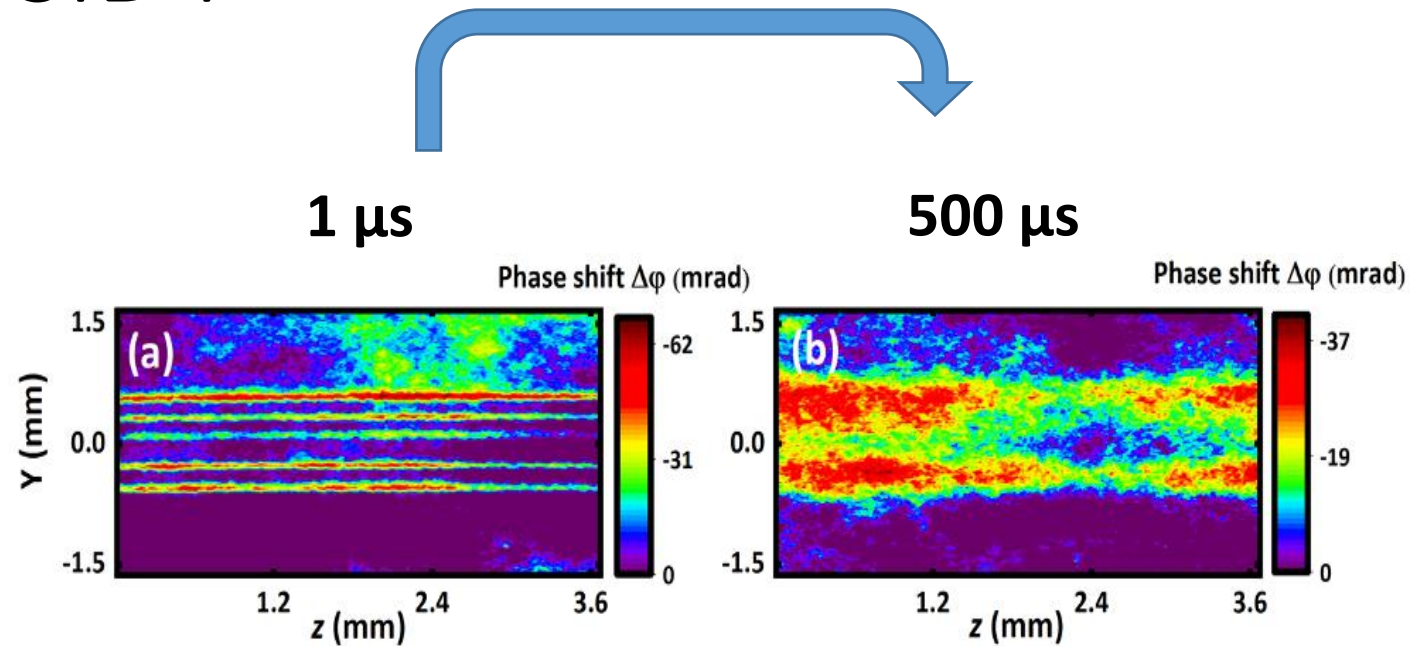 1 μs
500 μs
Phase shift Δφ (mrad)
Phase shift Δφ (mrad)
(a)
(b)
Y (mm)
1.5
0.0
-1.5
1.2
2.4
3.6
z (mm)
-62
-31
0
1.5
0.0
-1.5
1.2
2.4
3.6
z (mm)
-37
-19
0